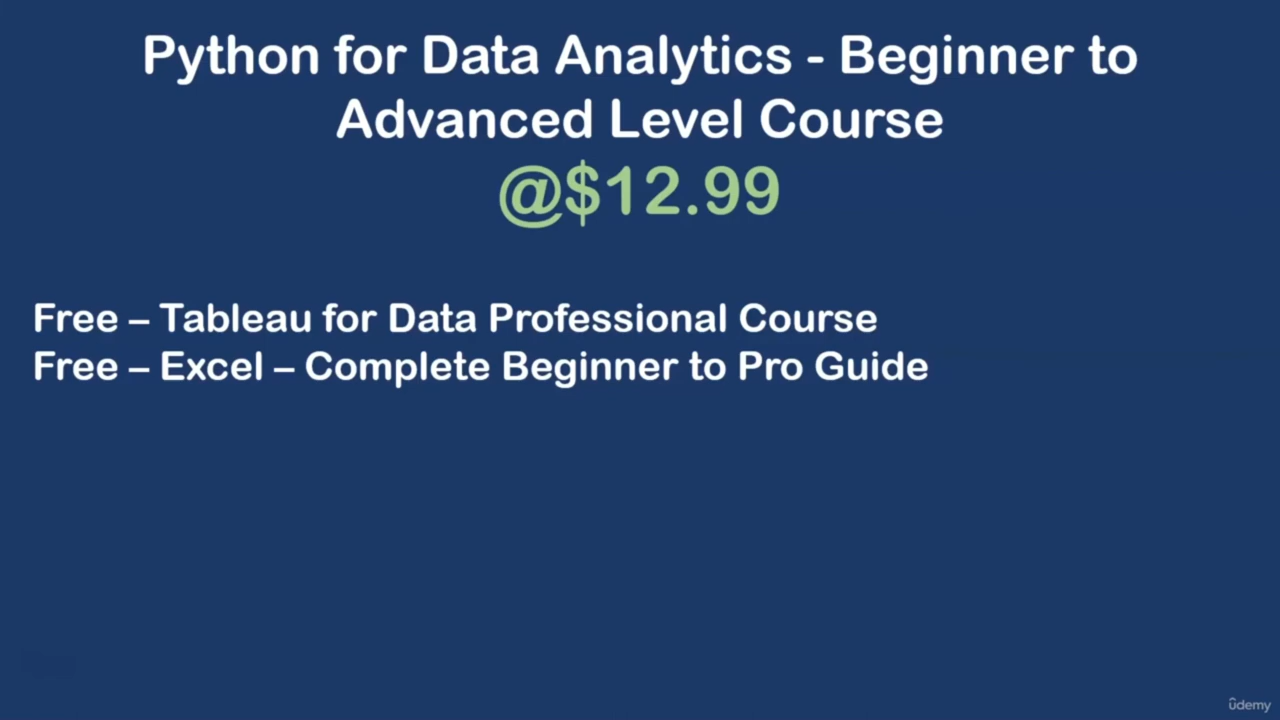 Python for Data Analytics - Beginner to
Advanced Level Course
@$12.99
Free – Tableau for Data Professional Course
Free – Excel – Complete Beginner to Pro Guide
ûdemy